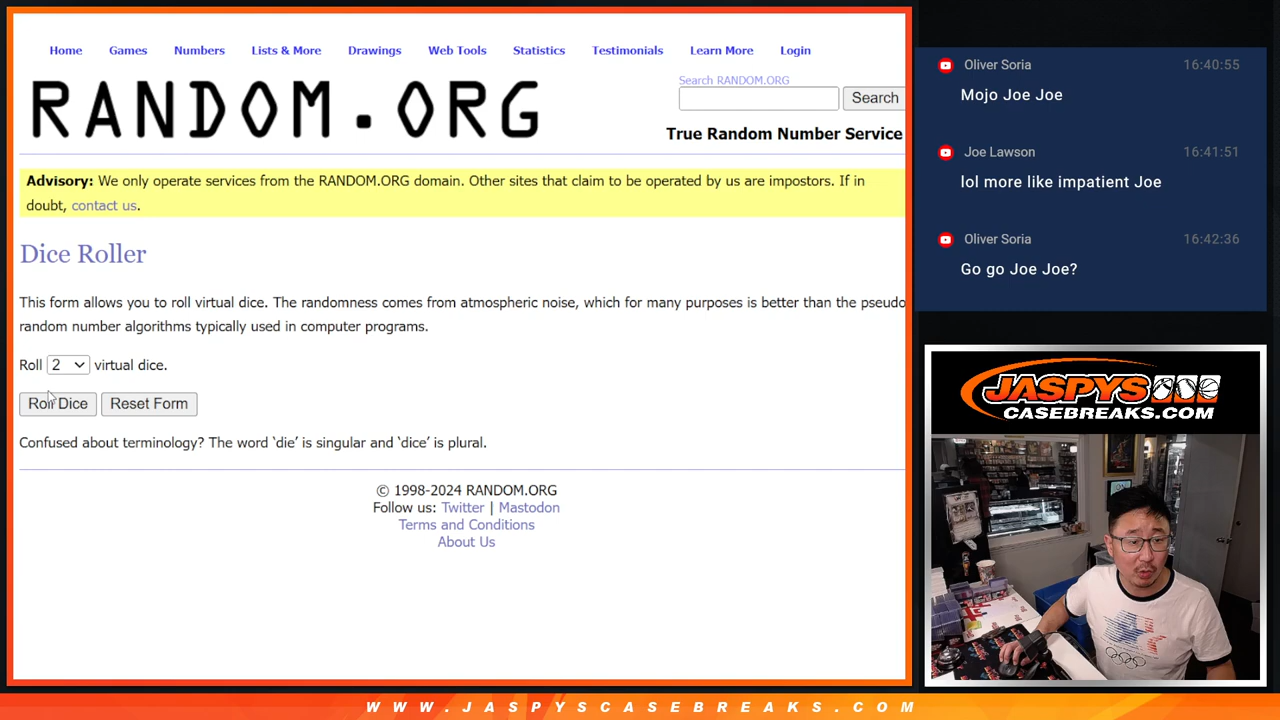 Home Games Numbers Lists & More Drawings Web Tools Statistics Testimonials Learn More Login
RANDOM.ORG
Search RANDOM.ORG
Search
True Random Number Service
Advisory: We only operate services from the RANDOM.ORG domain. Other sites that claim to be operated by us are impostors. If in
doubt, contact us.
Dice Roller
This form allows you to roll virtual dice. The randomness comes from atmospheric noise, which for many purposes is better than the pseudo
random number algorithms typically used in computer programs.
Roll 2 virtual dice.
Roll Dice Reset Form
Confused about terminology? The word ‘die’ is singular and ‘dice’ is plural.
© 1998-2024 RANDOM.ORG
Follow us: Twitter | Mastodon
Terms and Conditions
About Us
Oliver Soria 16:40:55
Mojo Joe Joe
Joe Lawson 16:41:51
lol more like impatient Joe
Oliver Soria 16:42:36
Go go Joe Joe?
JASPYS
CASEBREAKS.COM
WWW.JASPYSCASEBREAKS.COM